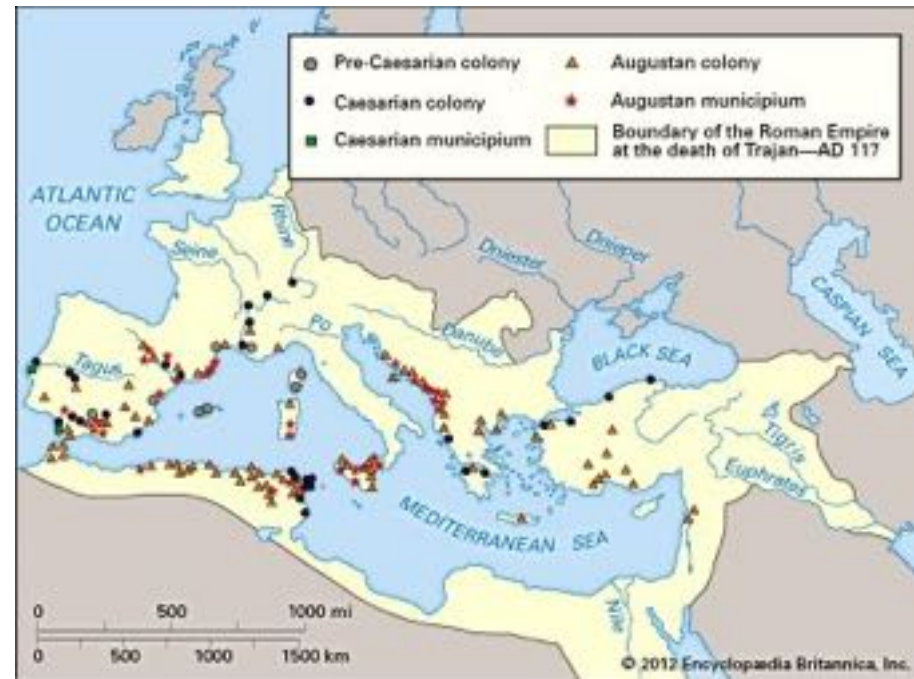 Pre-Caesarian colony
Caesarian colony
Caesarian municipium
Augustan colony
Augustan municipium
Boundary of the Roman Empire
at the death of Trajan—AD 117
ATLANTIC
OCEAN
Rhine
Seine
Dniester
Dnieper
CASPIAN SEA
Po
Danube
BLACK SEA
Tagus
Tigris
Euphrates
MEDITERRANEAN SEA
Nile
0 500 1000 mi
0 500 1000 1500 km
© 2012 Encyclopædia Britannica, Inc.